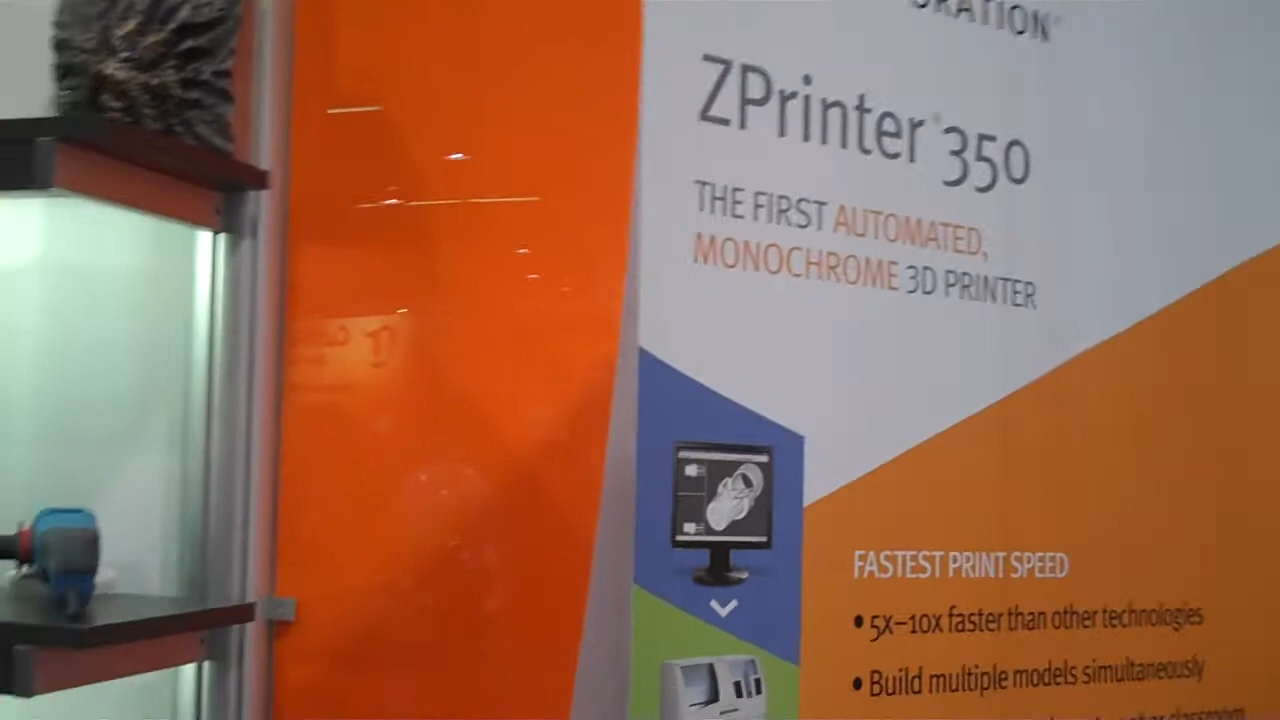 ZPrinter 350
THE FIRST AUTOMATED,
MONOCHROME 3D PRINTER
FASTEST PRINT SPEED
• 5X–10X faster than other technologies
• Build multiple models simultaneously